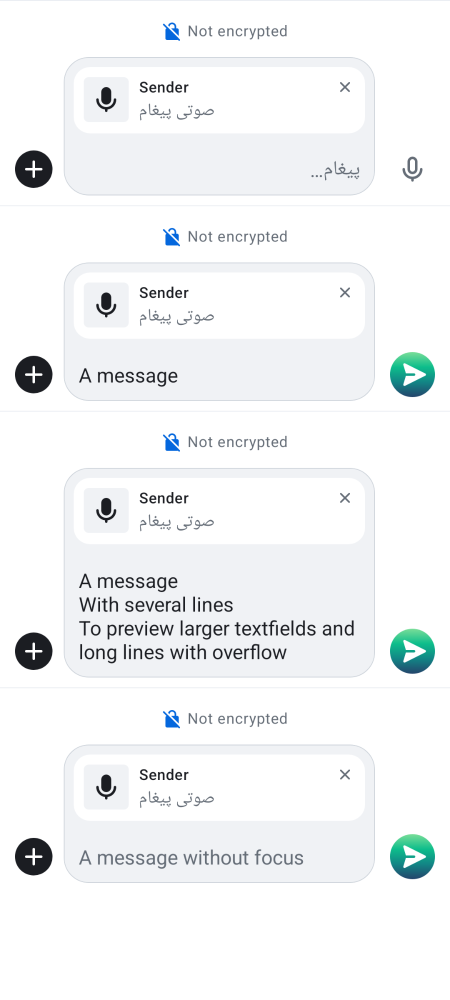 Not encrypted
Sender
صوتی پیغام
پیغام…
Not encrypted
Sender
صوتی پیغام
A message
Not encrypted
Sender
صوتی پیغام
A message
With several lines
To preview larger textfields and
long lines with overflow
Not encrypted
Sender
صوتی پیغام
A message without focus